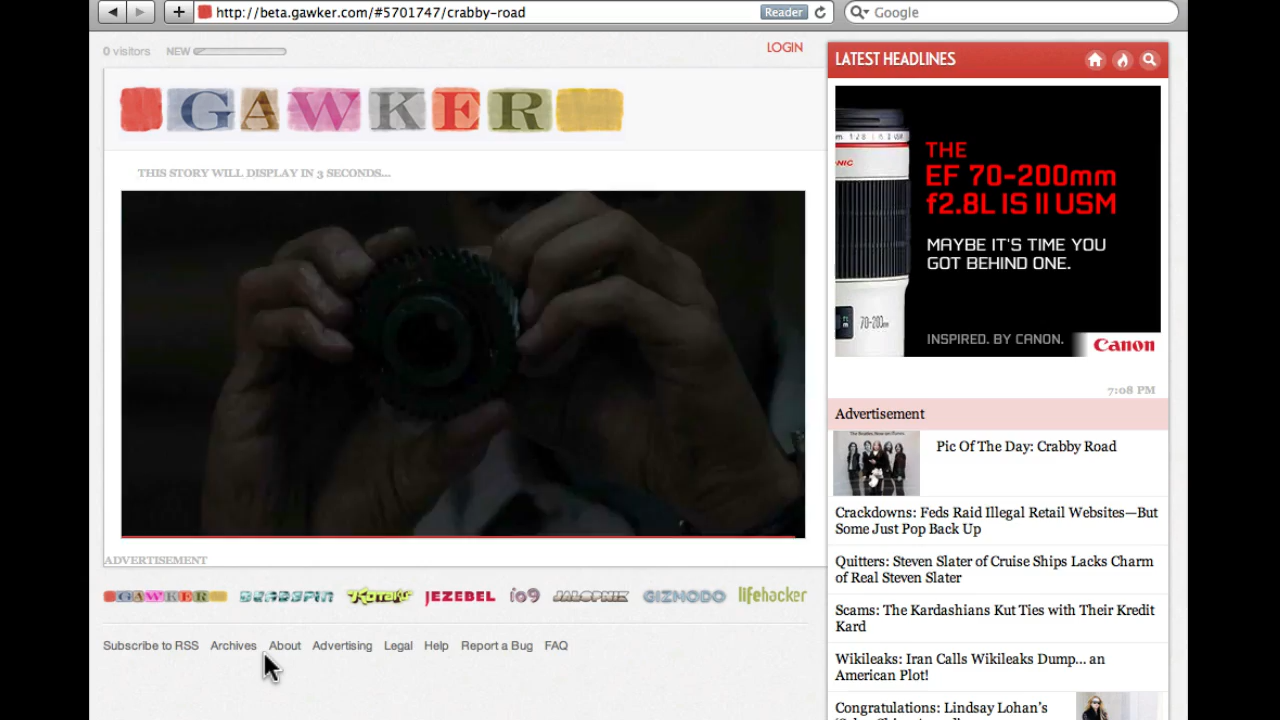 http://beta.gawker.com/#5701747/crabby-road
Reader
Google
0 visitors
NEW
LOGIN
GAWKER
THIS STORY WILL DISPLAY IN 3 SECONDS...
ADVERTISEMENT
GAWKER DEADSPIN KOTAKU JEZEBEL io9 JALOPNIK GIZMODO lifehacker
Subscribe to RSS Archives About Advertising Legal Help Report a Bug FAQ
LATEST HEADLINES
THE
EF 70-200mm
f2.8L IS II USM
MAYBE IT'S TIME YOU
GOT BEHIND ONE.
70-200mm
INSPIRED. BY CANON.
Canon
7:08 PM
Advertisement
Pic Of The Day: Crabby Road
Crackdowns: Feds Raid Illegal Retail Websites—But
Some Just Pop Back Up
Quitters: Steven Slater of Cruise Ships Lacks Charm
of Real Steven Slater
Scams: The Kardashians Kut Ties with Their Kredit
Kard
Wikileaks: Iran Calls Wikileaks Dump... an
American Plot!
Congratulations: Lindsay Lohan's